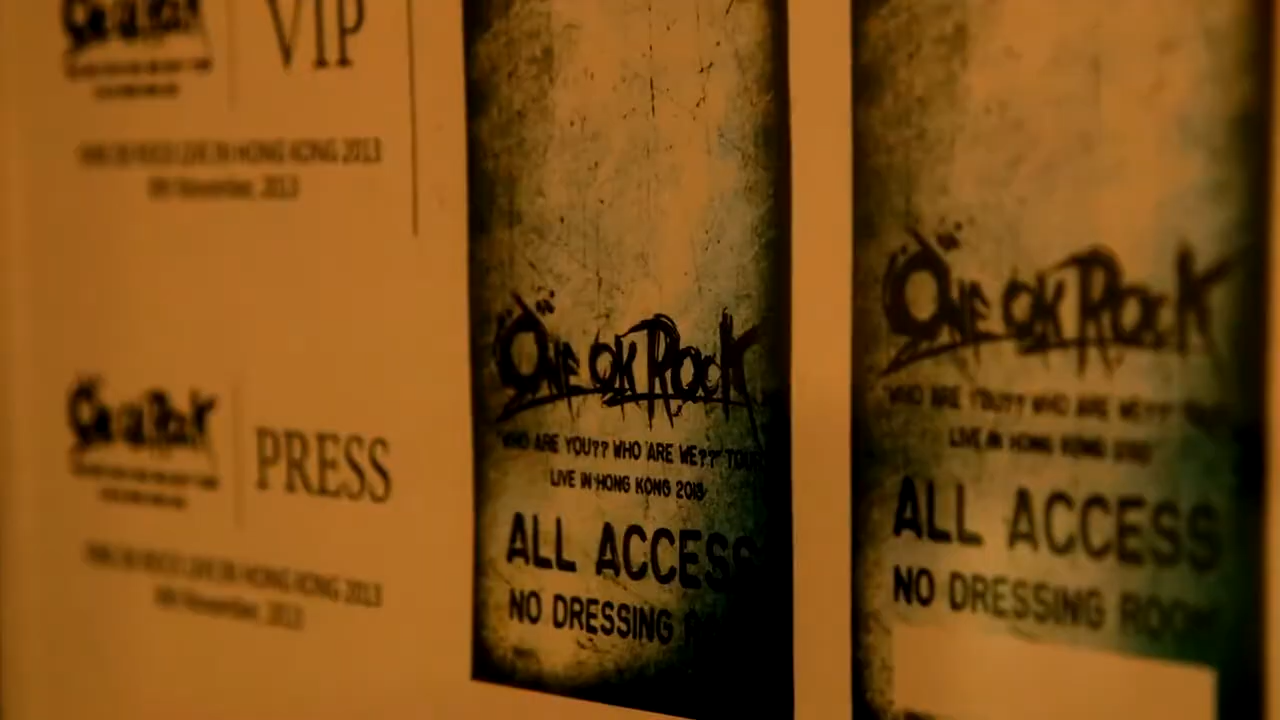 VIP
LIVE IN HONG KONG 2013
November, 2013
PRESS
LIVE IN HONG KONG 2013
November, 2013
ONE OK ROCK
WHO ARE YOU?? WHO ARE WE?? TOUR
LIVE IN HONG KONG 2013
ALL ACCESS
NO DRESSING
ONE OK ROCK
WHO ARE YOU?? WHO ARE WE??
LIVE IN HONG KONG 2013
ALL ACCESS
NO DRESSING ROOM